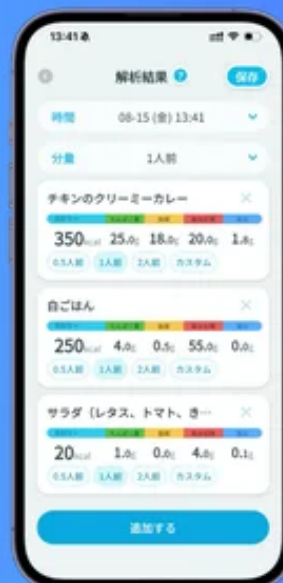 13:41
解析結果 ?
保存
時間 08-15 (金) 13:41
分量 1人前
チキンのクリーミーカレー
350kcal 25.0g 18.0g 20.0g 1.8g
0.5人前 1人前 2人前 カスタム
白ごはん
250kcal 4.0g 0.5g 55.0g 0.0g
0.5人前 1人前 2人前 カスタム
サラダ（レタス、トマト、き…
20kcal 1.0g 0.0g 4.0g 0.1g
0.5人前 1人前 2人前 カスタム
追加する